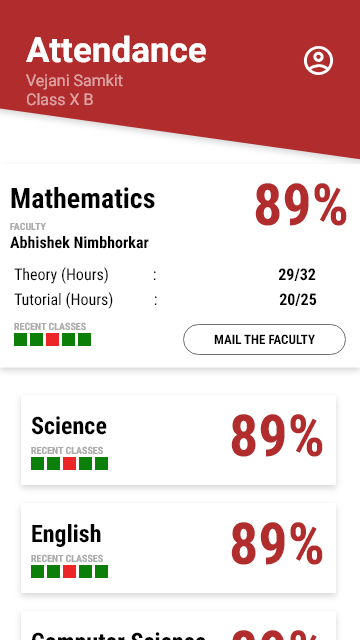 Attendance
Vejani Samkit
Class X B
Mathematics
89%
FACULTY
Abhishek Nimbhorkar
Theory (Hours) : 29/32
Tutorial (Hours) : 20/25
RECENT CLASSES
MAIL THE FACULTY
Science
89%
RECENT CLASSES
English
89%
RECENT CLASSES
Computer Science
89%